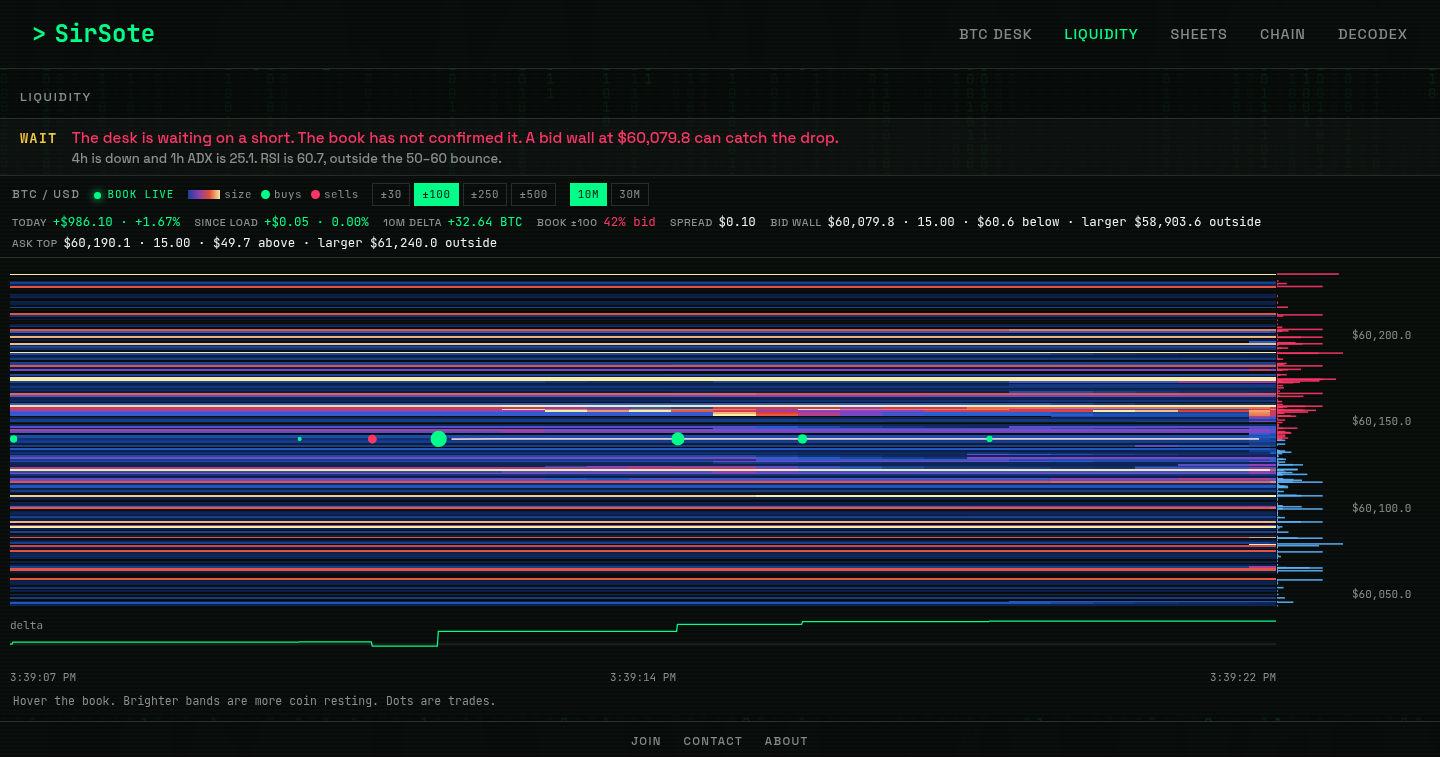 > SirSote
BTC DESK LIQUIDITY SHEETS CHAIN DECODEX
LIQUIDITY
WAIT The desk is waiting on a short. The book has not confirmed it. A bid wall at $60,079.8 can catch the drop.
4h is down and 1h ADX is 25.1. RSI is 60.7, outside the 50–60 bounce.
BTC / USD BOOK LIVE size buys sells ±30 ±100 ±250 ±500 10M 30M
TODAY +$986.10 · +1.67% SINCE LOAD +$0.05 · 0.00% 10M DELTA +32.64 BTC BOOK ±100 42% bid SPREAD $0.10 BID WALL $60,079.8 · 15.00 · $60.6 below · larger $58,903.6 outside
ASK TOP $60,190.1 · 15.00 · $49.7 above · larger $61,240.0 outside
$60,200.0
$60,150.0
$60,100.0
$60,050.0
delta
3:39:07 PM 3:39:14 PM 3:39:22 PM
Hover the book. Brighter bands are more coin resting. Dots are trades.
JOIN CONTACT ABOUT